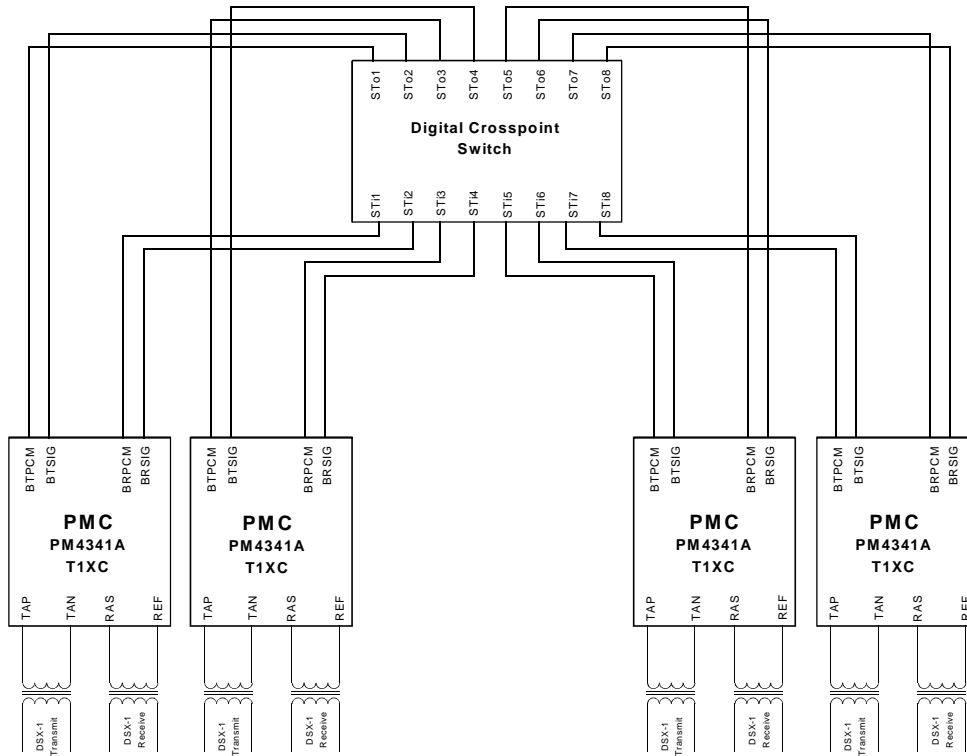 STo1
STo2
STo3
STo4
STo5
STo6
STo7
STo8
Digital Crosspoint
Switch
STi1
STi2
STi3
STi4
STi5
STi6
STi7
STi8
BTPCM
BTSIG
BRPCM
BRSIG
PMC
PM4341A
T1XC
TAP
TAN
RAS
REF
DSX-1
Transmit
DSX-1
Receive
BTPCM
BTSIG
BRPCM
BRSIG
PMC
PM4341A
T1XC
TAP
TAN
RAS
REF
DSX-1
Transmit
DSX-1
Receive
BTPCM
BTSIG
BRPCM
BRSIG
PMC
PM4341A
T1XC
TAP
TAN
RAS
REF
DSX-1
Transmit
DSX-1
Receive
BTPCM
BTSIG
BRPCM
BRSIG
PMC
PM4341A
T1XC
TAP
TAN
RAS
REF
DSX-1
Transmit
DSX-1
Receive